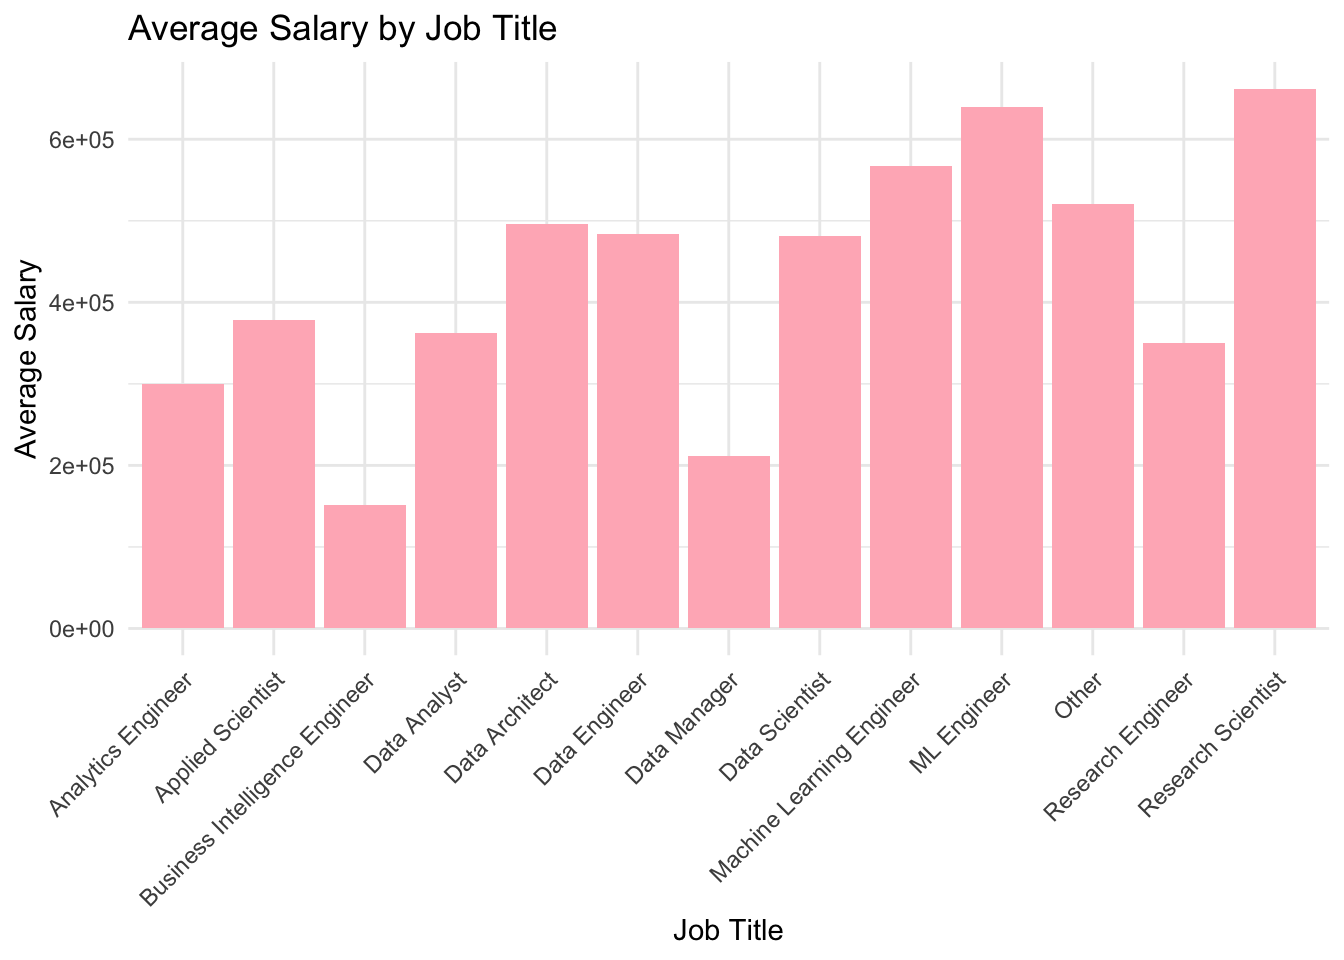 Average Salary by Job Title
Average Salary
6e+05
4e+05
2e+05
0e+00
Analytics Engineer
Applied Scientist
Business Intelligence Engineer
Data Analyst
Data Architect
Data Engineer
Data Manager
Data Scientist
Machine Learning Engineer
ML Engineer
Other
Research Engineer
Research Scientist
Job Title